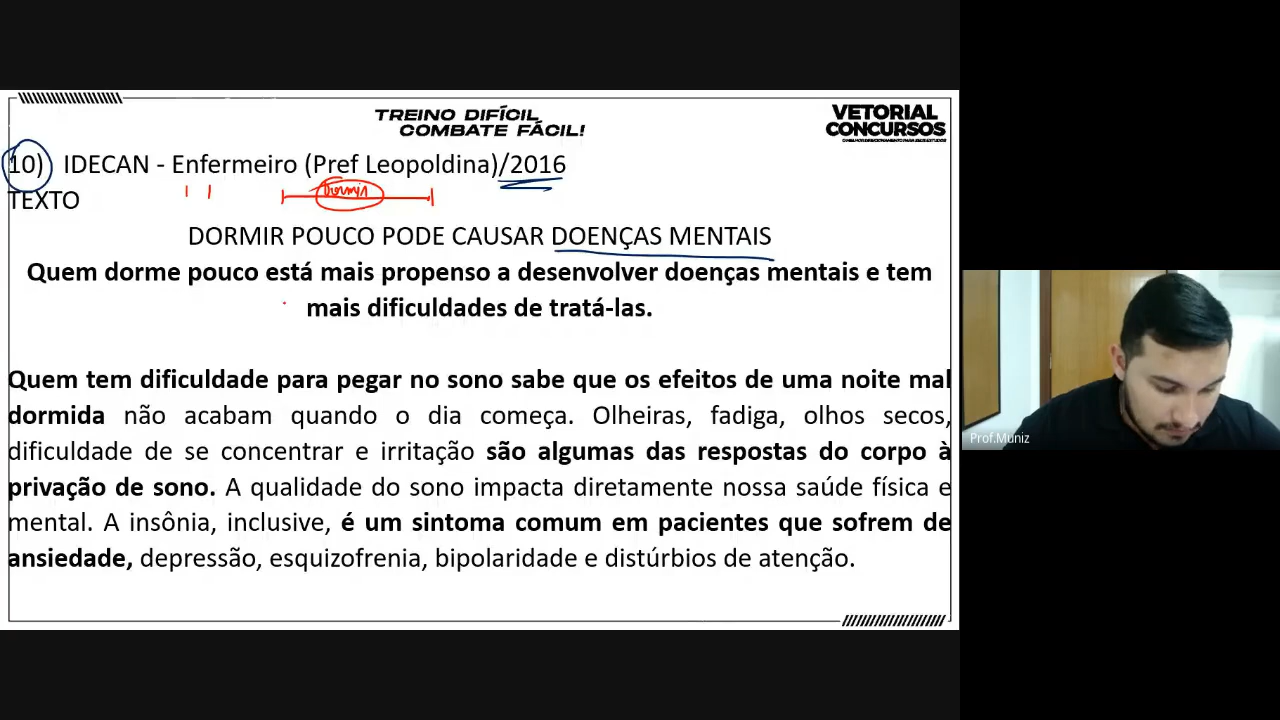 TREINO DIFÍCIL
COMBATE FÁCIL!
VETORIAL
CONCURSOS
10) IDECAN - Enfermeiro (Pref Leopoldina)/2016
Dormir
TEXTO
DORMIR POUCO PODE CAUSAR DOENÇAS MENTAIS
Quem dorme pouco está mais propenso a desenvolver doenças mentais e tem
mais dificuldades de tratá-las.
Quem tem dificuldade para pegar no sono sabe que os efeitos de uma noite mal
dormida não acabam quando o dia começa. Olheiras, fadiga, olhos secos,
dificuldade de se concentrar e irritação são algumas das respostas do corpo à
privação de sono. A qualidade do sono impacta diretamente nossa saúde física e
mental. A insônia, inclusive, é um sintoma comum em pacientes que sofrem de
ansiedade, depressão, esquizofrenia, bipolaridade e distúrbios de atenção.
Prof.Muniz